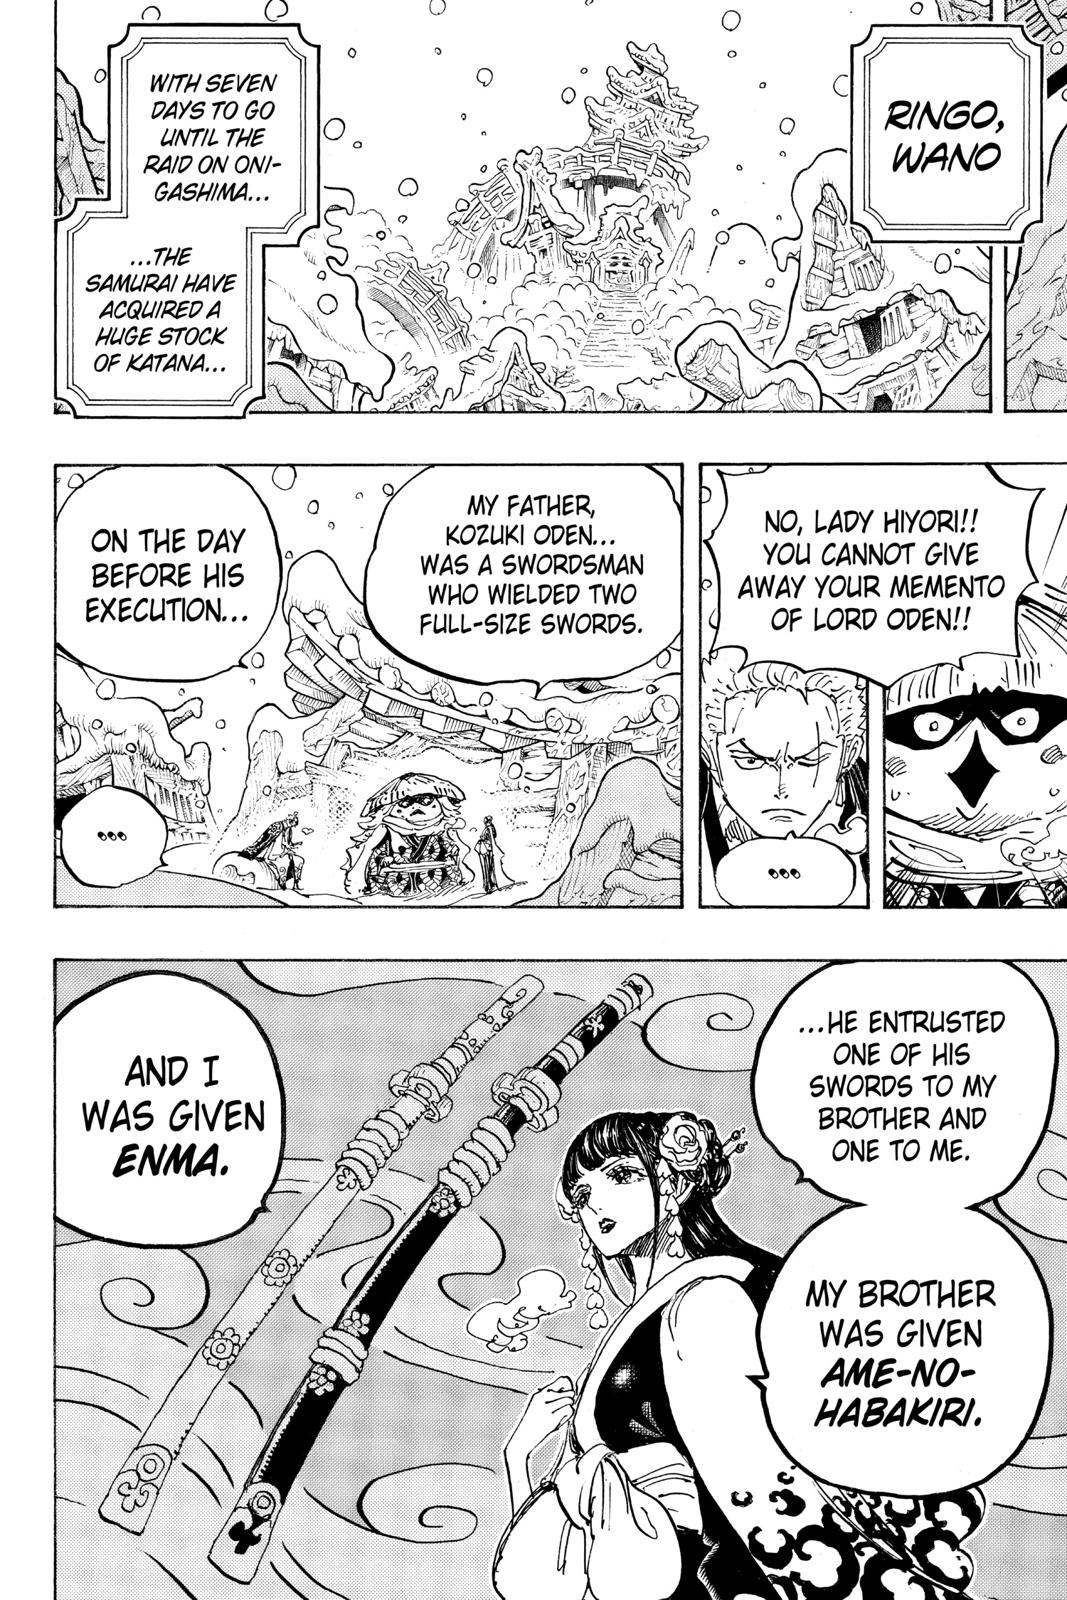 RINGO,
WANO
WITH SEVEN
DAYS TO GO
UNTIL THE
RAID ON ONI-
GASHIMA...
...THE
SAMURAI HAVE
ACQUIRED A
HUGE STOCK
OF KATANA...
NO, LADY HIYORI!!
YOU CANNOT GIVE
AWAY YOUR MEMENTO
OF LORD ODEN!!
...
MY FATHER,
KOZUKI ODEN...
WAS A SWORDSMAN
WHO WIELDED TWO
FULL-SIZE SWORDS.
ON THE DAY
BEFORE HIS
EXECUTION...
...
...HE ENTRUSTED
ONE OF HIS
SWORDS TO MY
BROTHER AND
ONE TO ME.
MY BROTHER
WAS GIVEN
AME-NO-
HABAKIRI.
AND I
WAS GIVEN
ENMA.